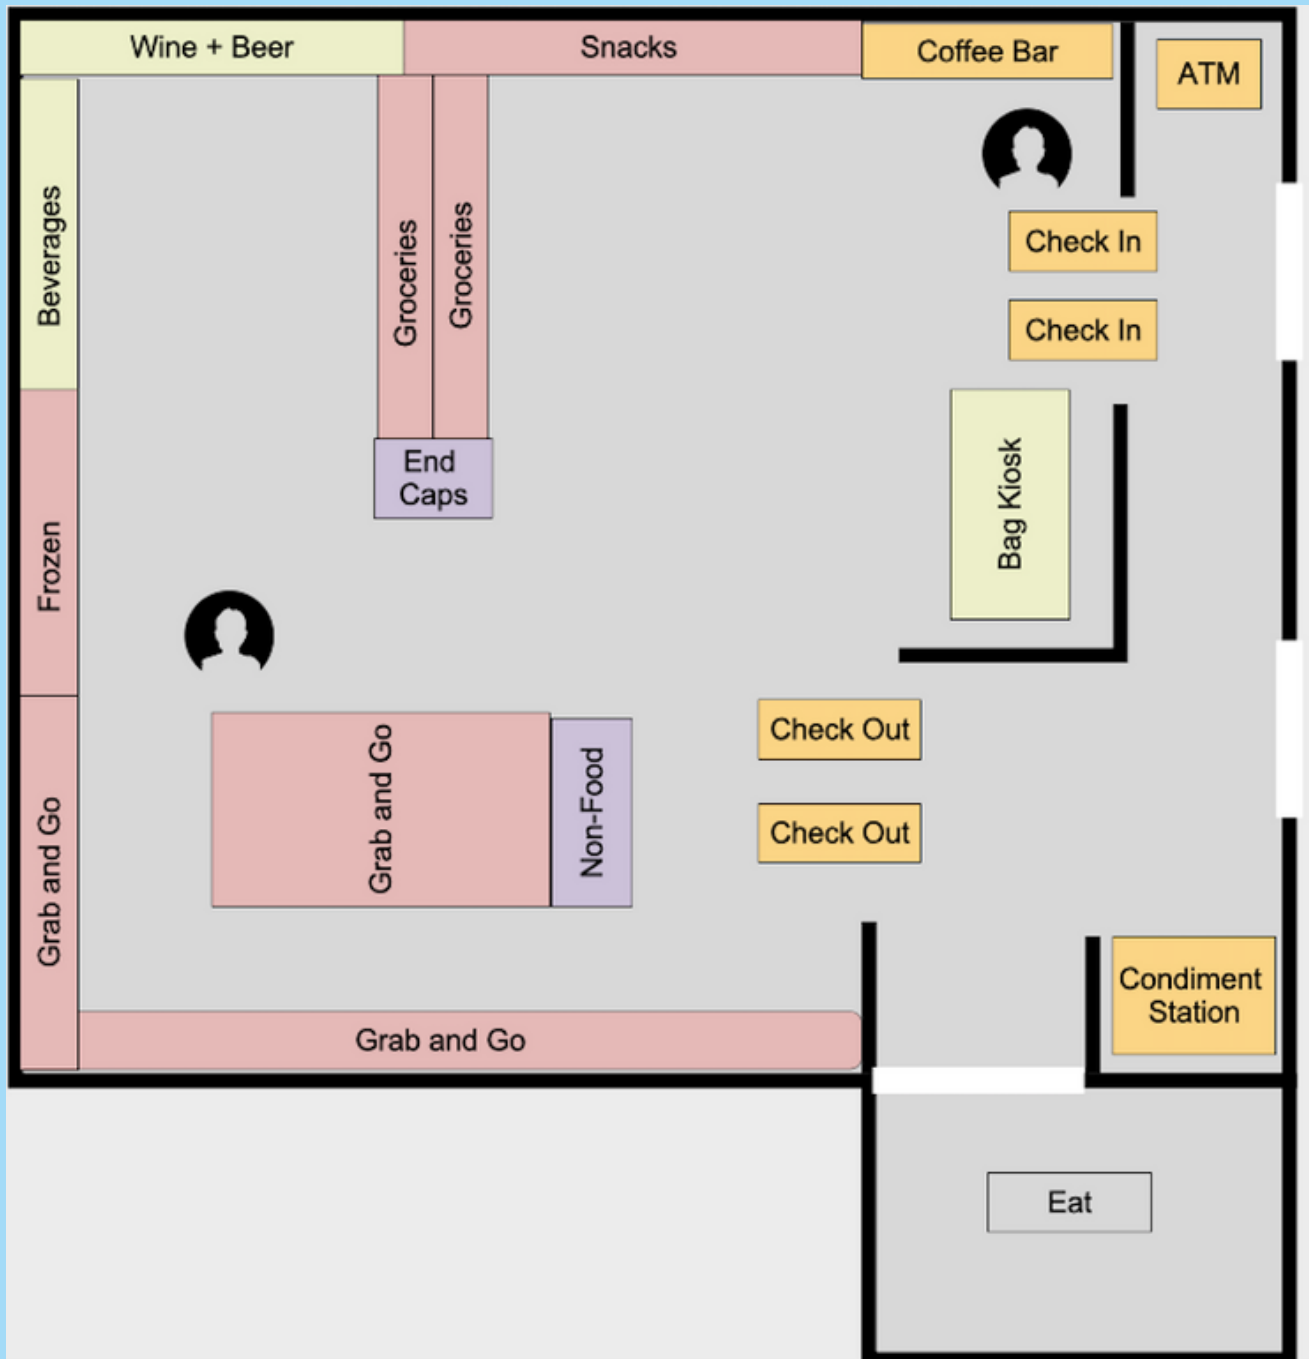 Wine + Beer
Snacks
Coffee Bar
ATM
Beverages
Groceries
Groceries
Check In
Check In
End
Caps
Bag Kiosk
Frozen
Grab and Go
Grab and Go
Non-Food
Check Out
Check Out
Grab and Go
Condiment
Station
Eat